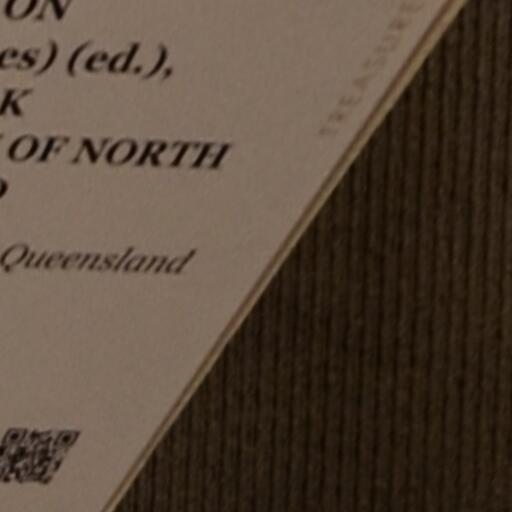 ON
es) (ed.),
K
OF NORTH
Queensland
TREASURE